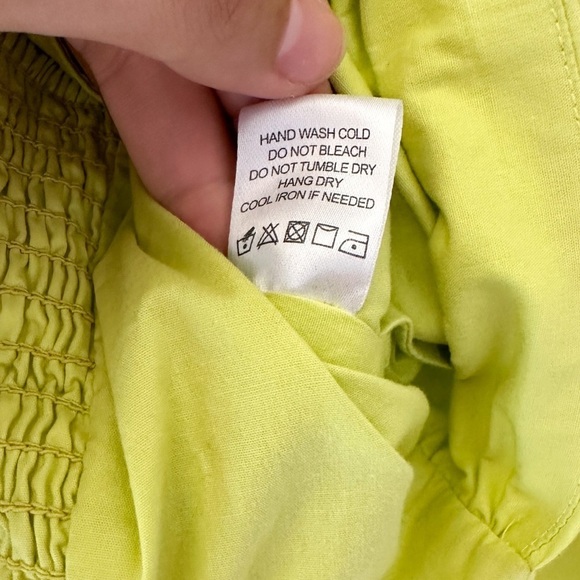 HAND WASH COLD
DO NOT BLEACH
DO NOT TUMBLE DRY
HANG DRY
COOL IRON IF NEEDED